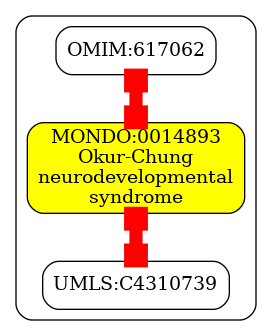 OMIM:617062
MONDO:0014893
Okur-Chung
neurodevelopmental
syndrome
UMLS:C4310739